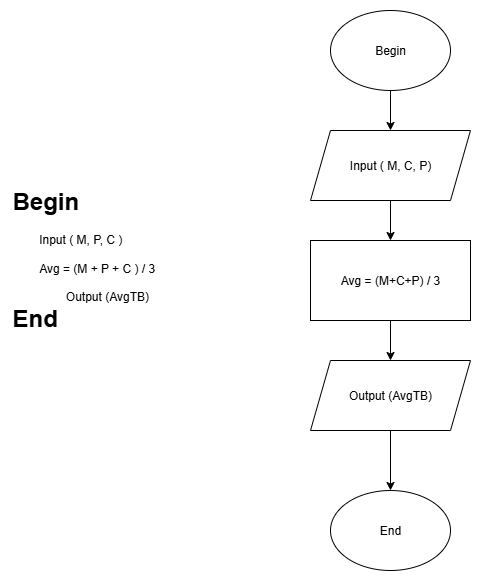 Begin
Input ( M, P, C )
Avg = (M + P + C ) / 3
Output (AvgTB)
End
Begin
Input ( M, C, P)
Avg = (M+C+P) / 3
Output (AvgTB)
End